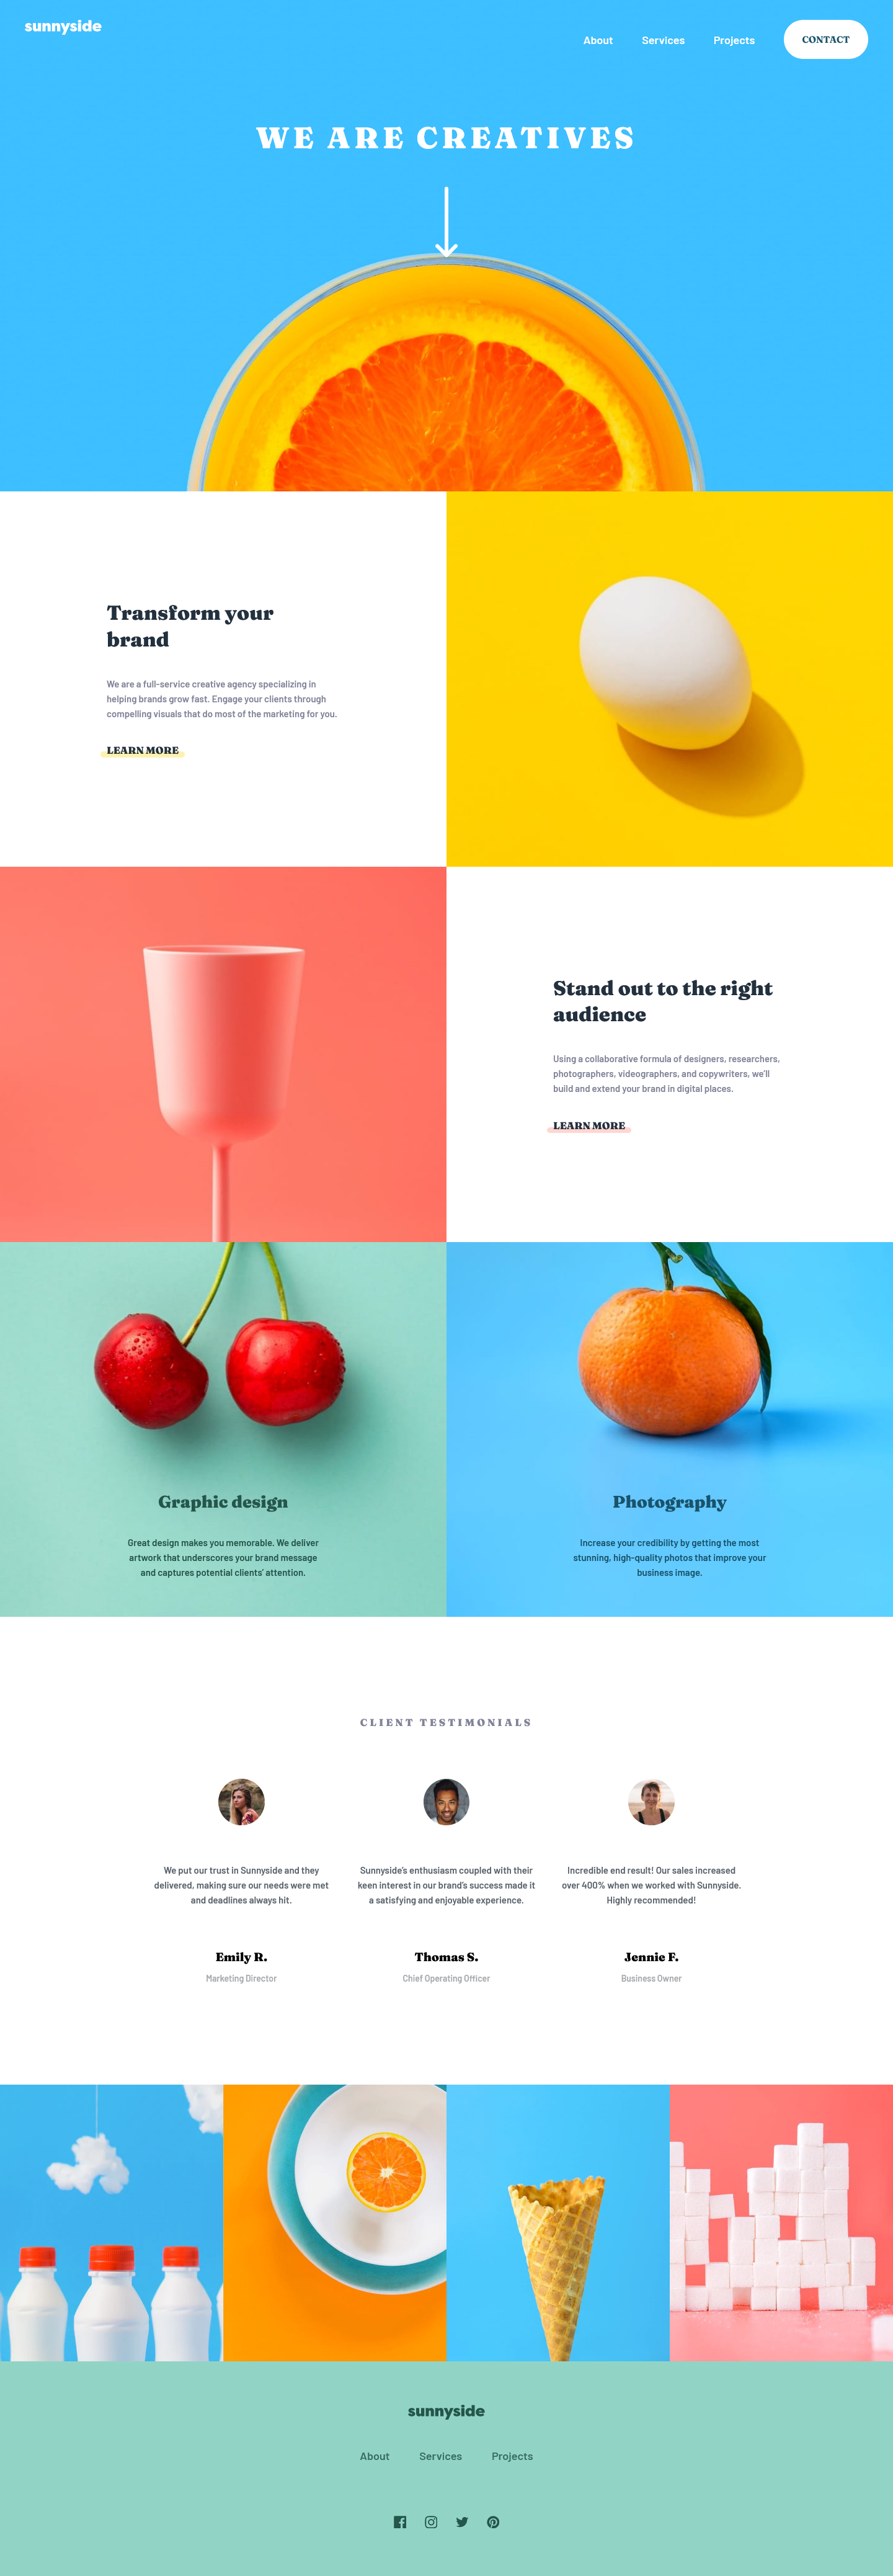 sunnyside
About Services Projects CONTACT
WE ARE CREATIVES
Transform your
brand
We are a full-service creative agency specializing in
helping brands grow fast. Engage your clients through
compelling visuals that do most of the marketing for you.
LEARN MORE
Stand out to the right
audience
Using a collaborative formula of designers, researchers,
photographers, videographers, and copywriters, we'll
build and extend your brand in digital places.
LEARN MORE
Graphic design
Great design makes you memorable. We deliver
artwork that underscores your brand message
and captures potential clients' attention.
Photography
Increase your credibility by getting the most
stunning, high-quality photos that improve your
business image.
CLIENT TESTIMONIALS
We put our trust in Sunnyside and they
delivered, making sure our needs were met
and deadlines always hit.
Emily R.
Marketing Director
Sunnyside's enthusiasm coupled with their
keen interest in our brand's success made it
a satisfying and enjoyable experience.
Thomas S.
Chief Operating Officer
Incredible end result! Our sales increased
over 400% when we worked with Sunnyside.
Highly recommended!
Jennie F.
Business Owner
sunnyside
About Services Projects